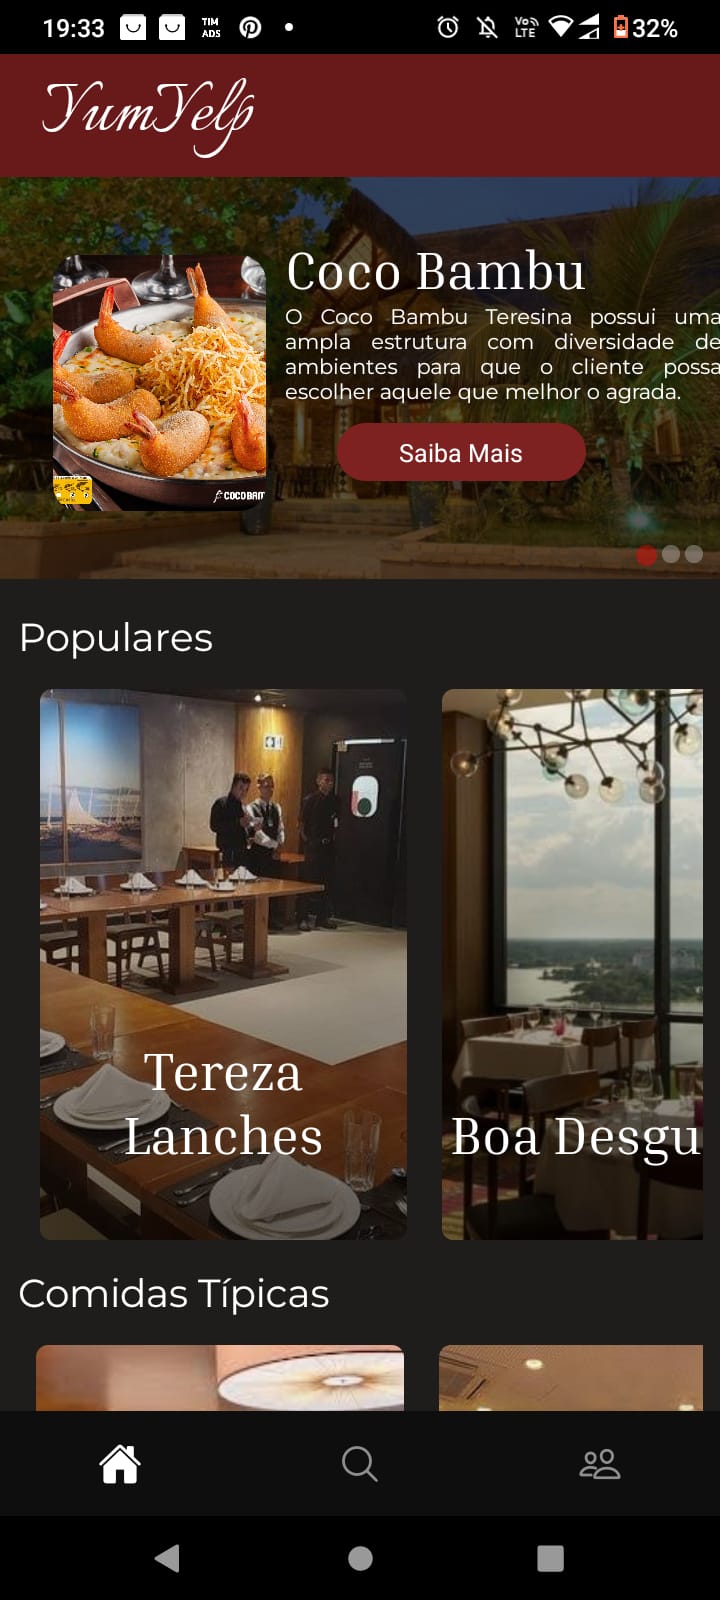 19:33
TIM
ADS
Vo))
LTE
32%
YumYelp
Coco Bambu
O Coco Bambu Teresina possui uma
ampla estrutura com diversidade de
ambientes para que o cliente possa
escolher aquele que melhor o agrada.
COCO BAM
Saiba Mais
Populares
Tereza
Lanches
Boa Desgu
Comidas Típicas